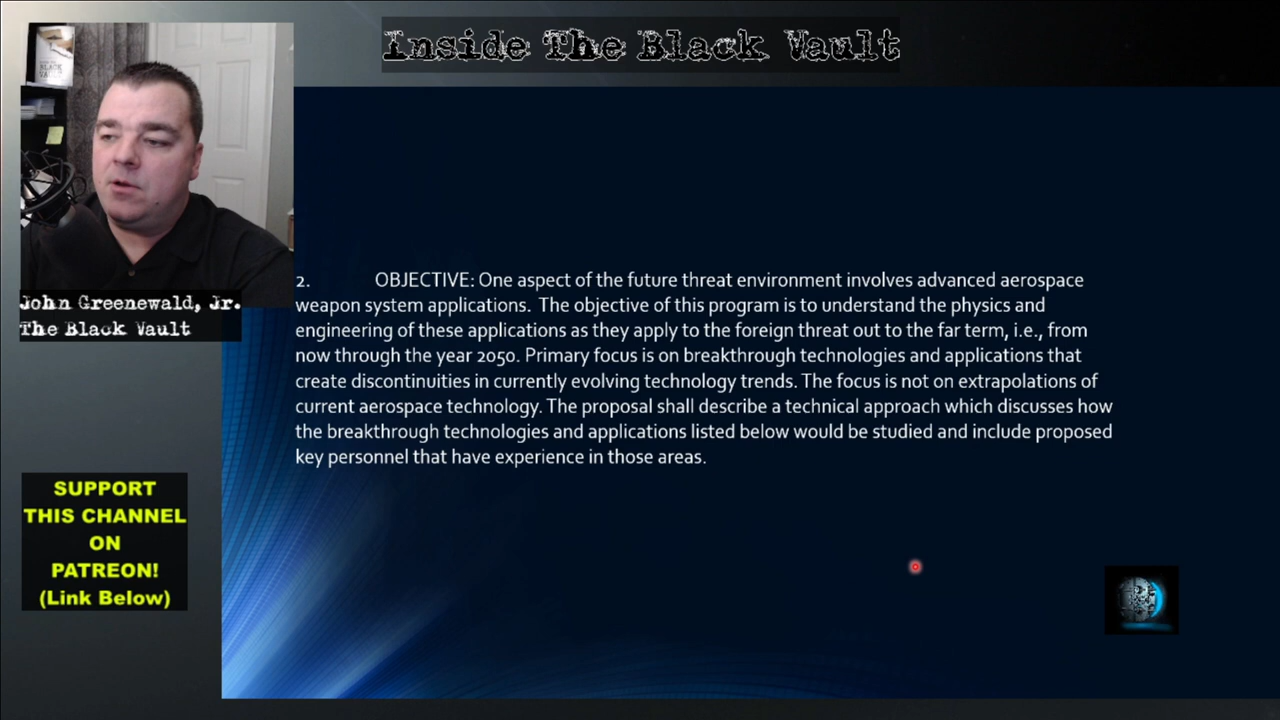 Inside The Black Vault
John Greenewald, Jr.
The Black Vault
SUPPORT
THIS CHANNEL
ON
PATREON!
(Link Below)
2. OBJECTIVE: One aspect of the future threat environment involves advanced aerospace
weapon system applications. The objective of this program is to understand the physics and
engineering of these applications as they apply to the foreign threat out to the far term, i.e., from
now through the year 2050. Primary focus is on breakthrough technologies and applications that
create discontinuities in currently evolving technology trends. The focus is not on extrapolations of
current aerospace technology. The proposal shall describe a technical approach which discusses how
the breakthrough technologies and applications listed below would be studied and include proposed
key personnel that have experience in those areas.